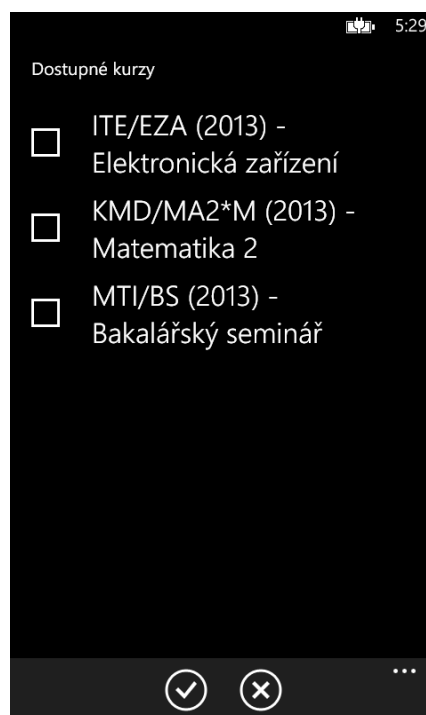 5:29
Dostupné kurzy
ITE/EZA (2013) -
Elektronická zařízení
KMD/MA2*M (2013) -
Matematika 2
MTI/BS (2013) -
Bakalářský seminář